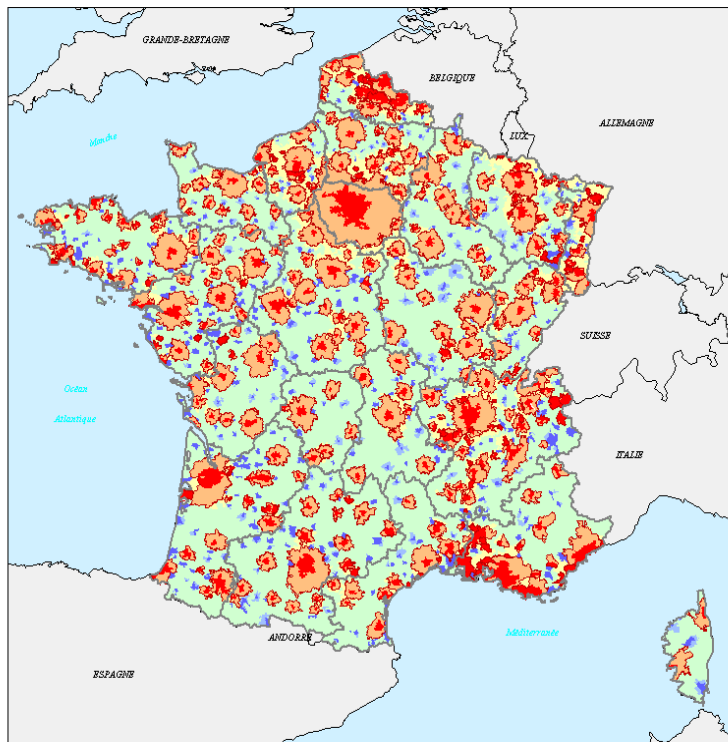 GRANDE-BRETAGNE
BELGIQUE
LUX
ALLEMAGNE
Manche
SUISSE
Océan
Atlantique
ITALIE
Méditerranée
ANDORRE
ESPAGNE